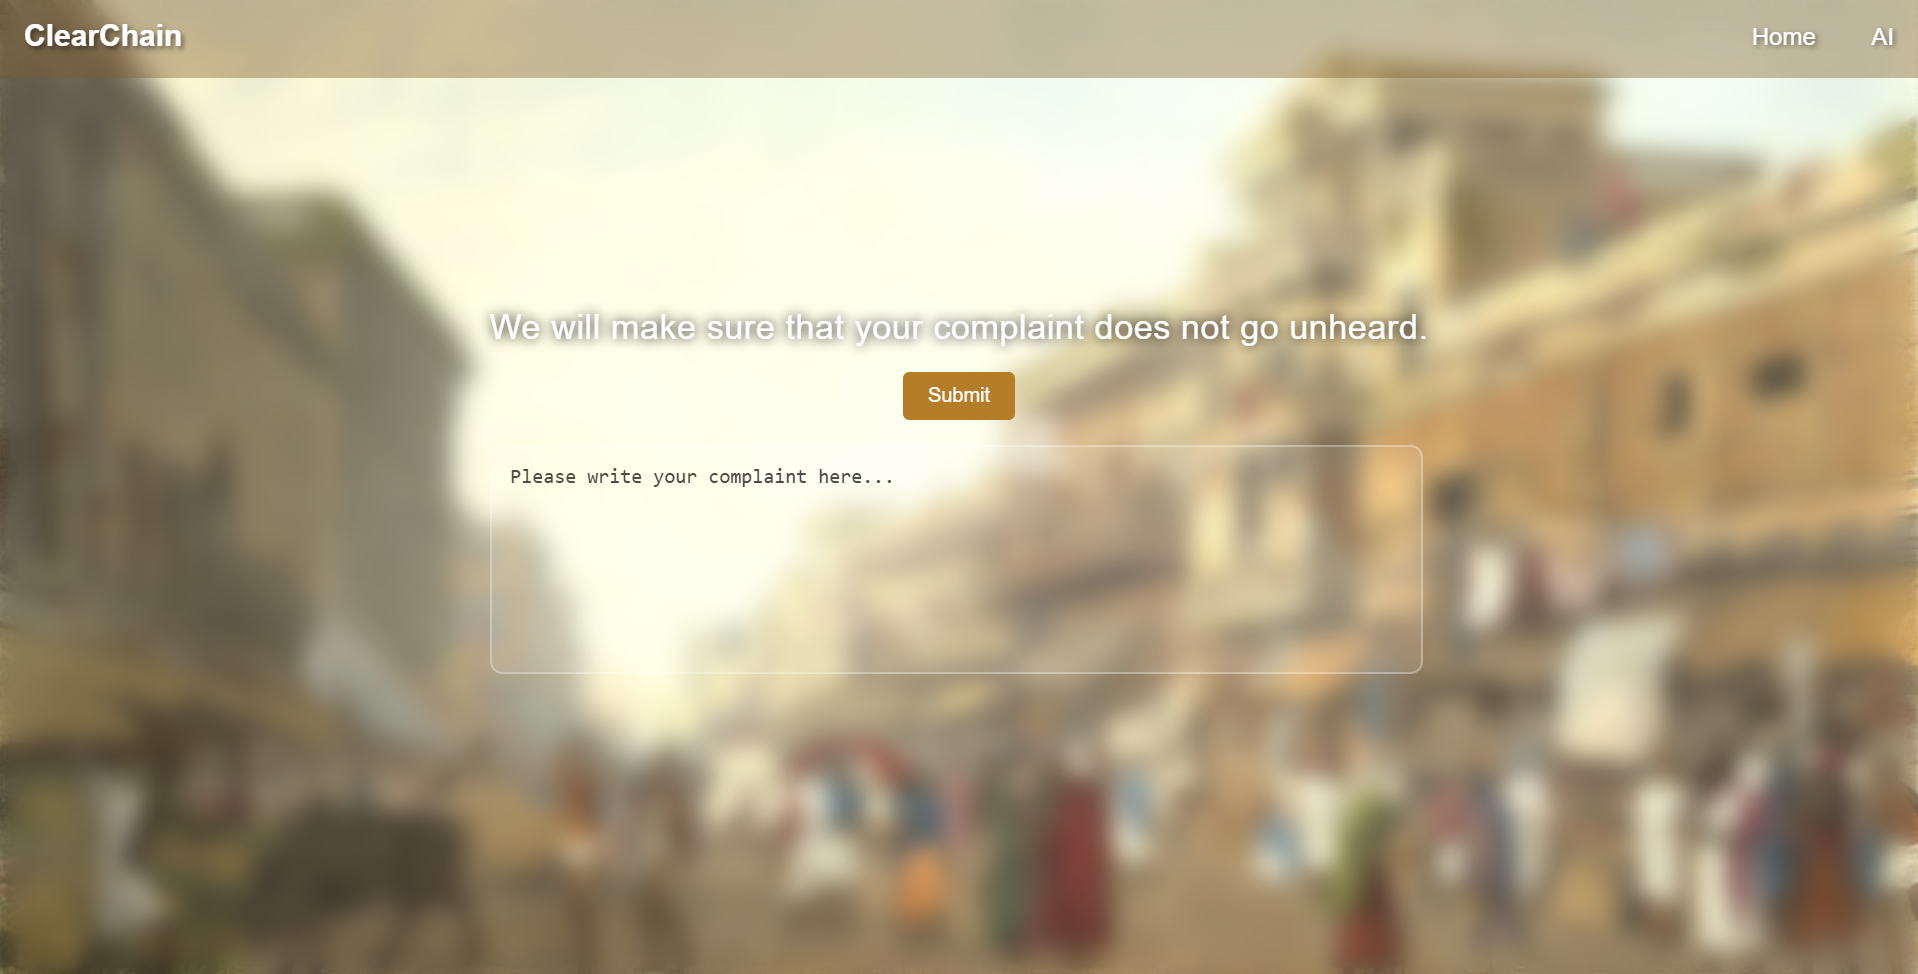 ClearChain
Home
AI
We will make sure that your complaint does not go unheard.
Submit
Please write your complaint here...